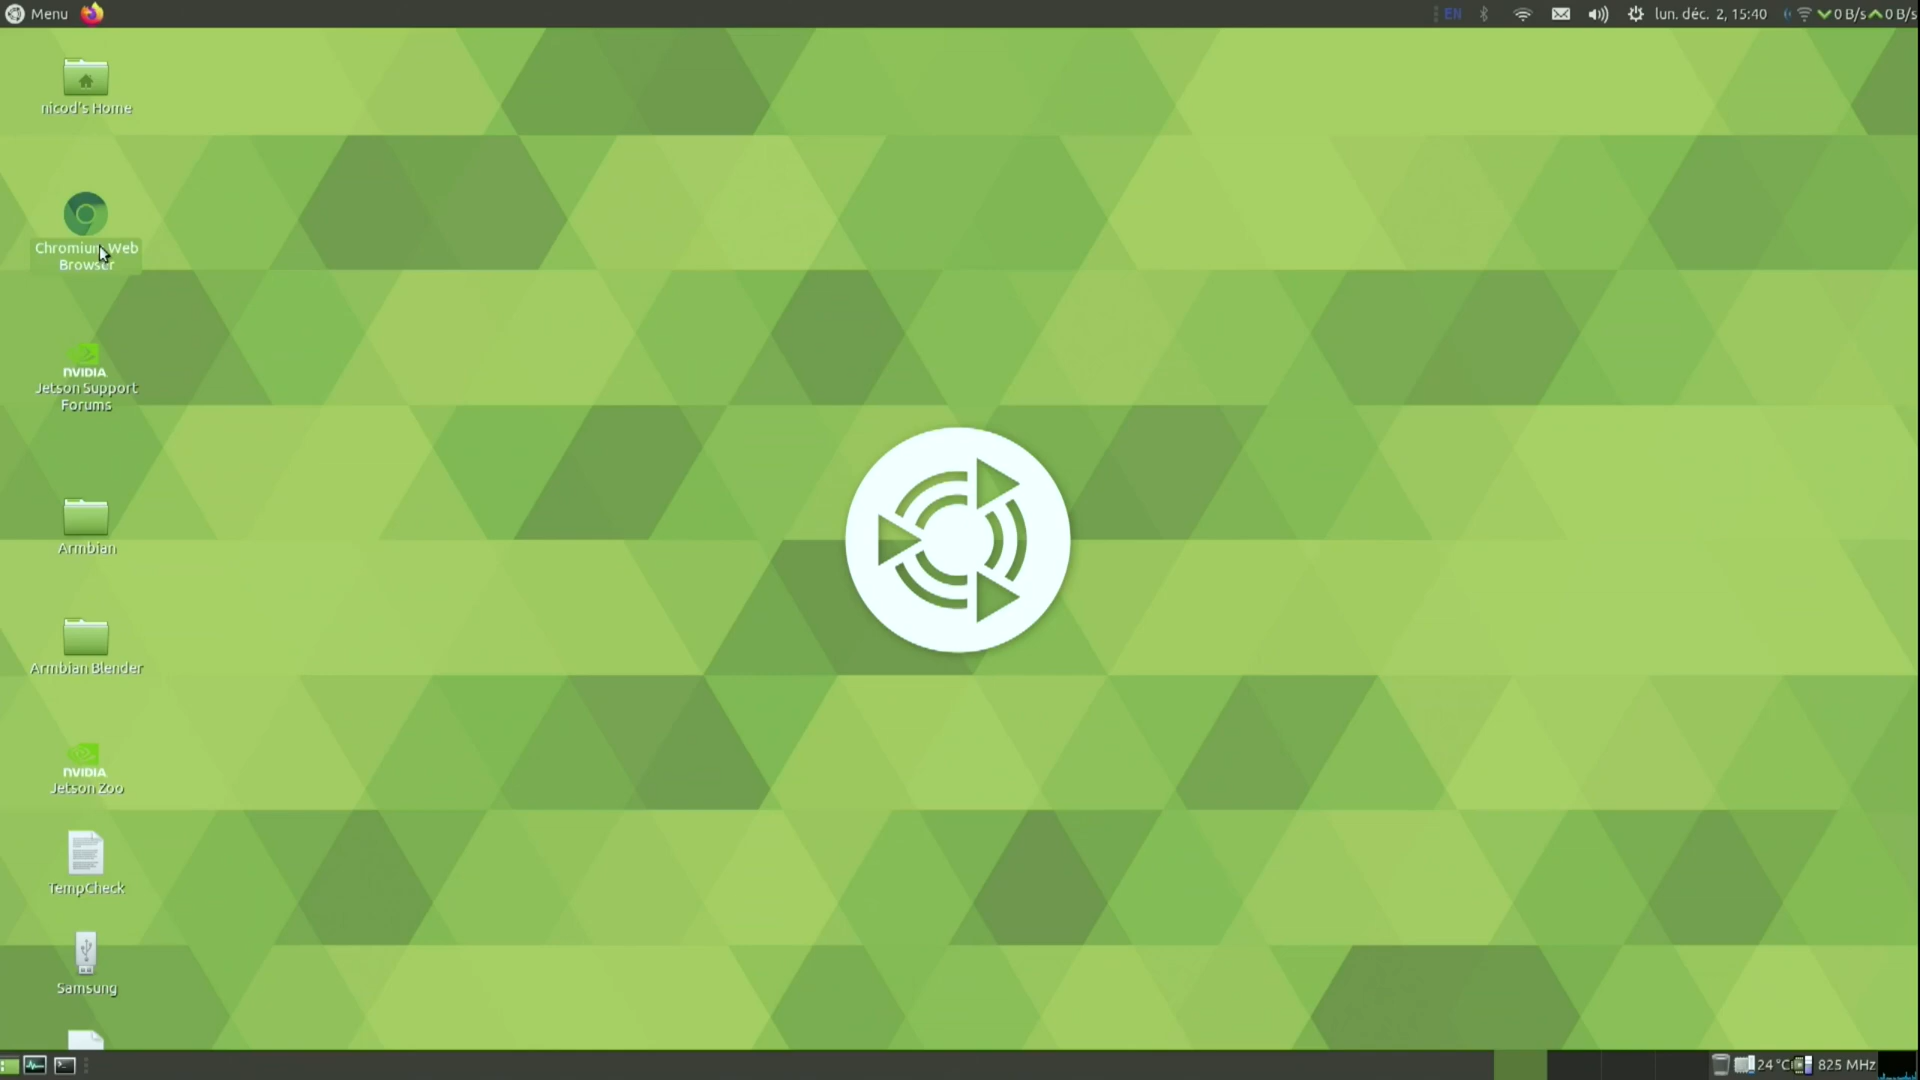 Menu
EN
lun. déc. 2, 15:40
0 B/s
0 B/s
nicod's Home
Chromium Web
Browser
NVIDIA
Jetson Support
Forums
Armbian
Armbian Blender
NVIDIA
Jetson Zoo
TempCheck
Samsung
24 °C
825 MHz